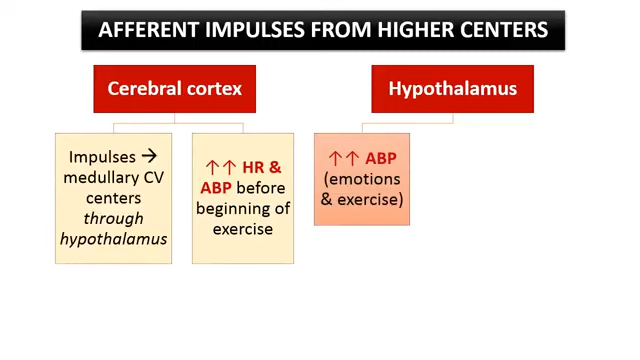 AFFERENT IMPULSES FROM HIGHER CENTERS
Cerebral cortex
Impulses →
medullary CV
centers
through
hypothalamus
↑↑ HR &
ABP before
beginning of
exercise
Hypothalamus
↑↑ ABP
(emotions
& exercise)